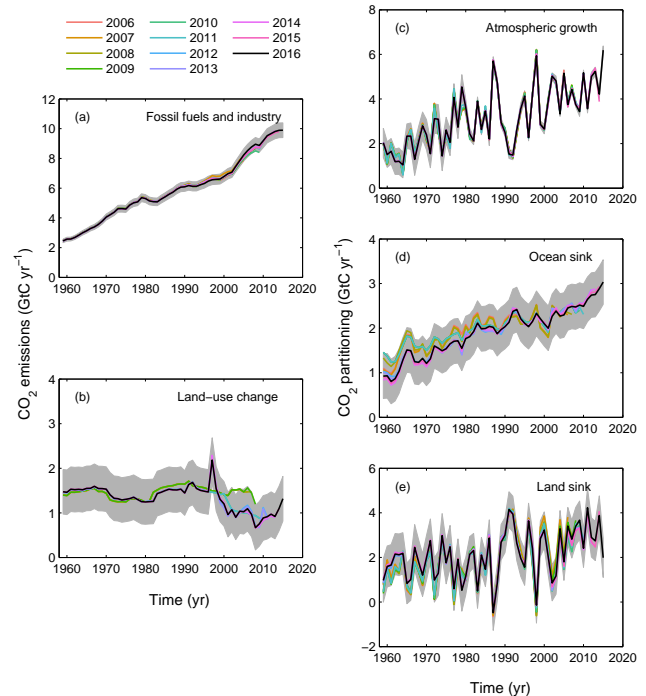 2006 2010 2014
2007 2011 2015
2008 2012 2016
2009 2013
(a) Fossil fuels and industry
12
10
8
6
4
2
0
1960 1970 1980 1990 2000 2010 2020
CO2 emissions (GtC yr−1)
(b) Land−use change
4
3
2
1
0
1960 1970 1980 1990 2000 2010 2020
Time (yr)
(c) Atmospheric growth
8
6
4
2
0
1960 1970 1980 1990 2000 2010 2020
(d) Ocean sink
4
3
2
1
0
1960 1970 1980 1990 2000 2010 2020
CO2 partitioning (GtC yr−1)
(e) Land sink
6
4
2
0
−2
1960 1970 1980 1990 2000 2010 2020
Time (yr)